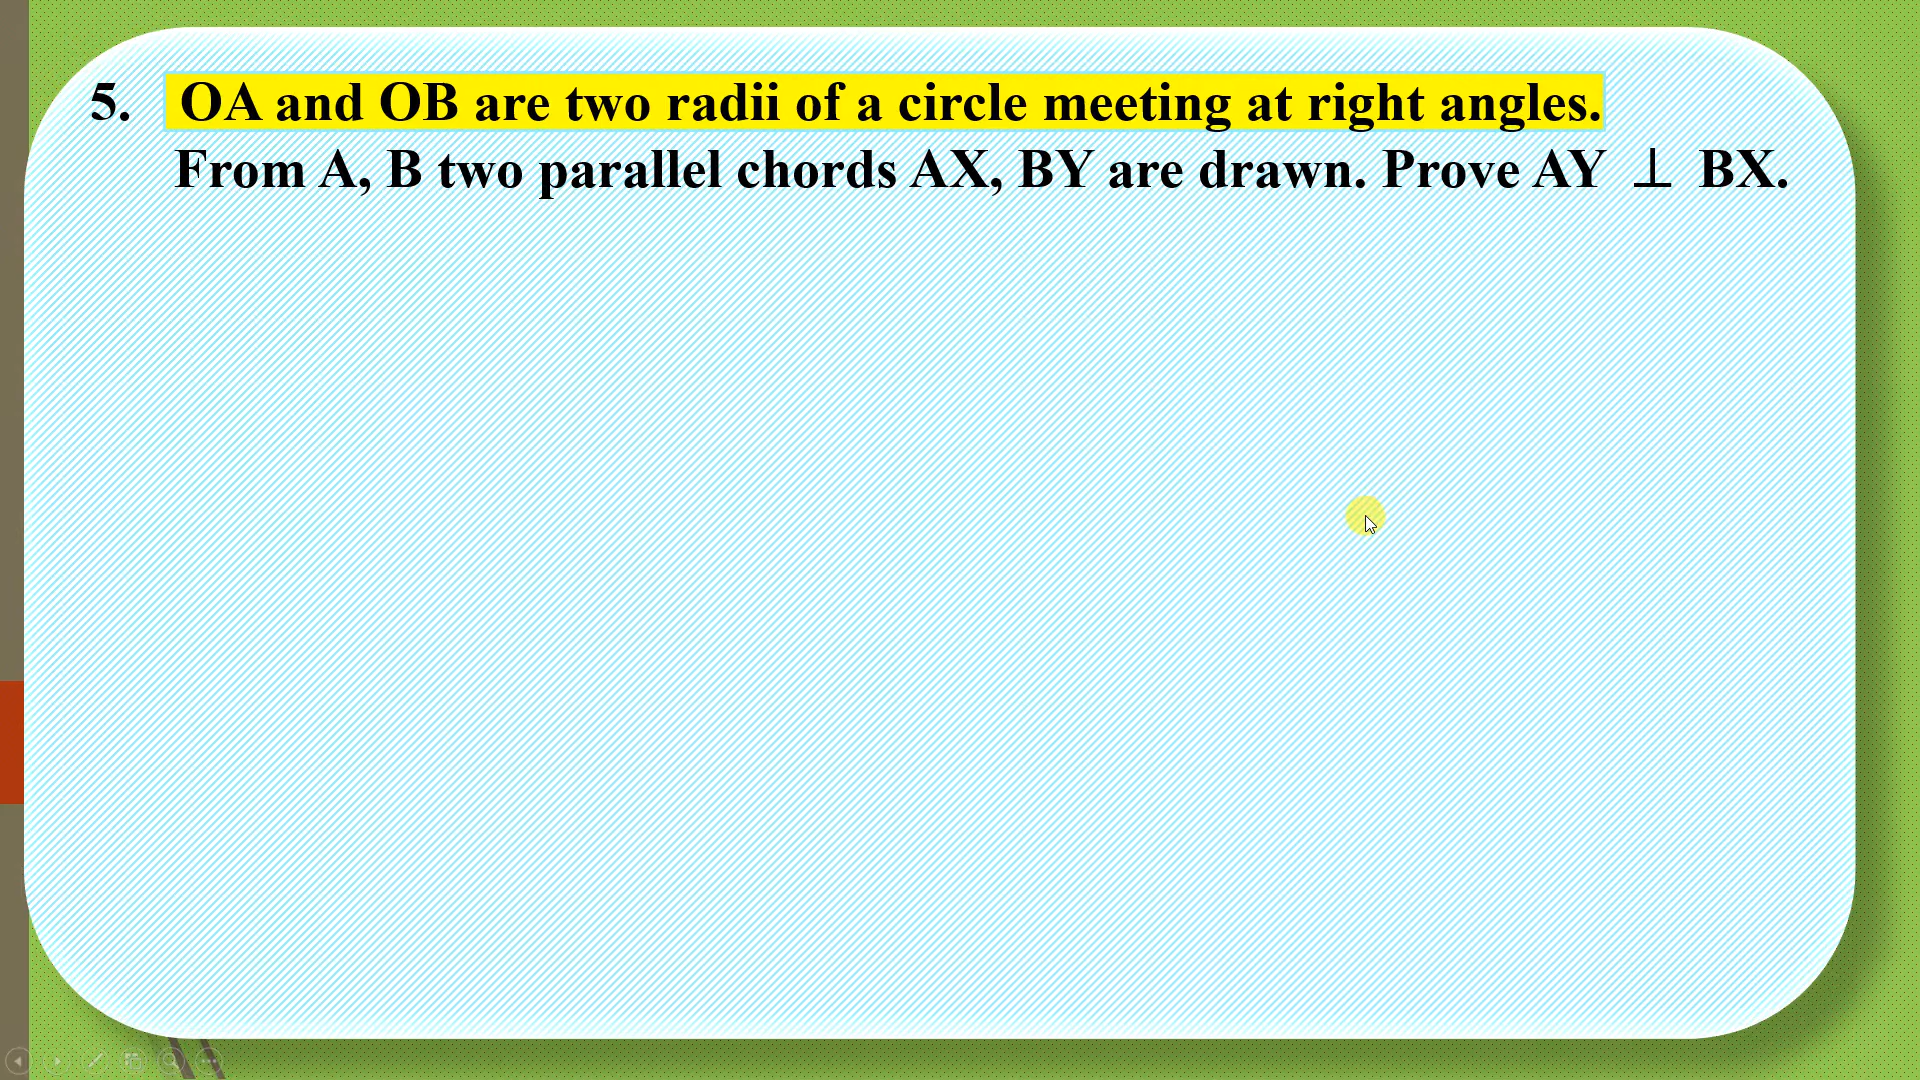 5. OA and OB are two radii of a circle meeting at right angles.
From A, B two parallel chords AX, BY are drawn. Prove AY ⊥ BX.